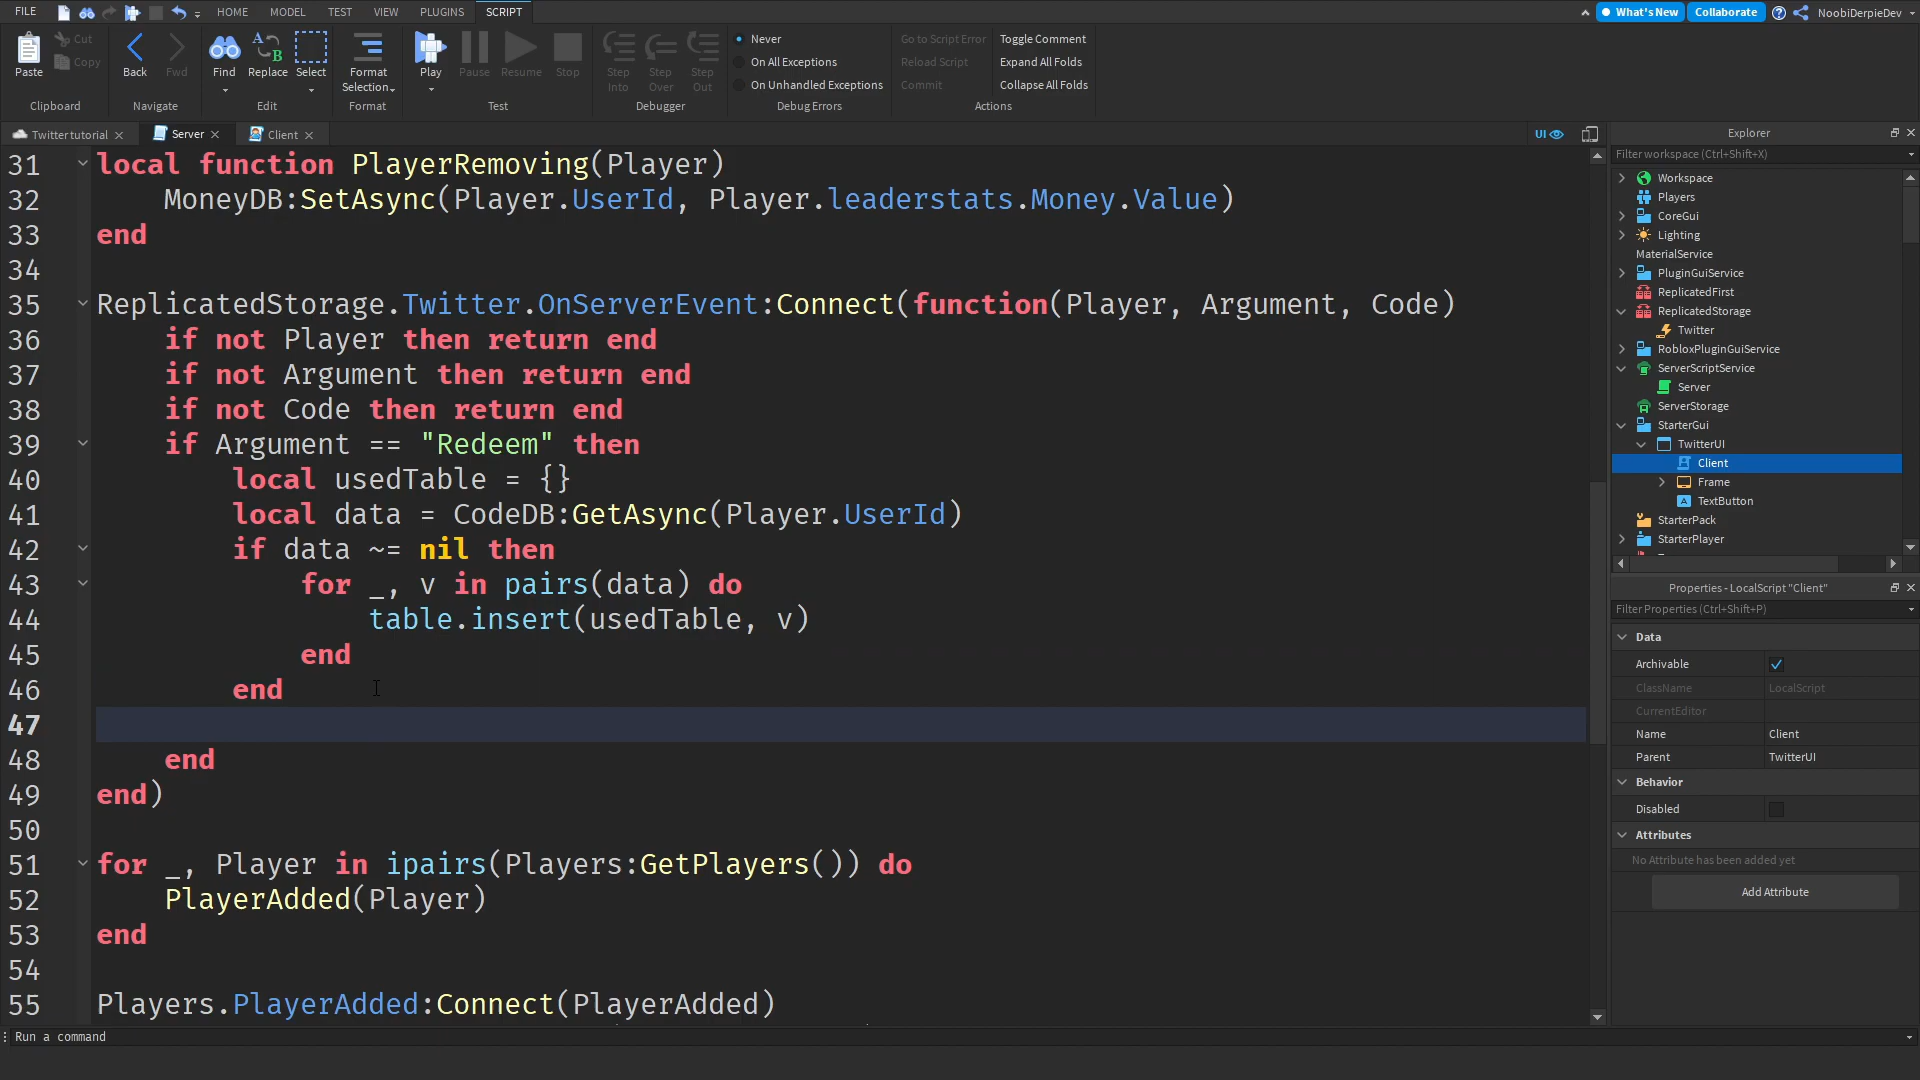 FILE HOME MODEL TEST VIEW PLUGINS SCRIPT What's New Collaborate NoobiDerpieDev
Paste Cut Copy Clipboard
Back Fwd Navigate
Find Replace Select Edit
Format Selection Format
Play Pause Resume Stop Test
Step Into Step Over Step Out Debugger
Never
On All Exceptions
On Unhandled Exceptions
Debug Errors
Go to Script Error
Reload Script
Commit
Toggle Comment
Expand All Folds
Collapse All Folds
Actions
Twitter tutorial Server Client UI
31 local function PlayerRemoving(Player)
32 MoneyDB:SetAsync(Player.UserId, Player.leaderstats.Money.Value)
33 end
34
35 ReplicatedStorage.Twitter.OnServerEvent:Connect(function(Player, Argument, Code)
36 if not Player then return end
37 if not Argument then return end
38 if not Code then return end
39 if Argument == "Redeem" then
40 local usedTable = {}
41 local data = CodeDB:GetAsync(Player.UserId)
42 if data ~= nil then
43 for _, v in pairs(data) do
44 table.insert(usedTable, v)
45 end
46 end
47
48 end
49 end)
50
51 for _, Player in ipairs(Players:GetPlayers()) do
52 PlayerAdded(Player)
53 end
54
55 Players.PlayerAdded:Connect(PlayerAdded)
Run a command
Explorer
Filter workspace (Ctrl+Shift+X)
Workspace
Players
CoreGui
Lighting
MaterialService
PluginGuiService
ReplicatedFirst
ReplicatedStorage
Twitter
RobloxPluginGuiService
ServerScriptService
Server
ServerStorage
StarterGui
TwitterUI
Client
Frame
TextButton
StarterPack
StarterPlayer
Properties - LocalScript "Client"
Filter Properties (Ctrl+Shift+P)
Data
Archivable
ClassName LocalScript
CurrentEditor
Name Client
Parent TwitterUI
Behavior
Disabled
Attributes
No Attribute has been added yet
Add Attribute